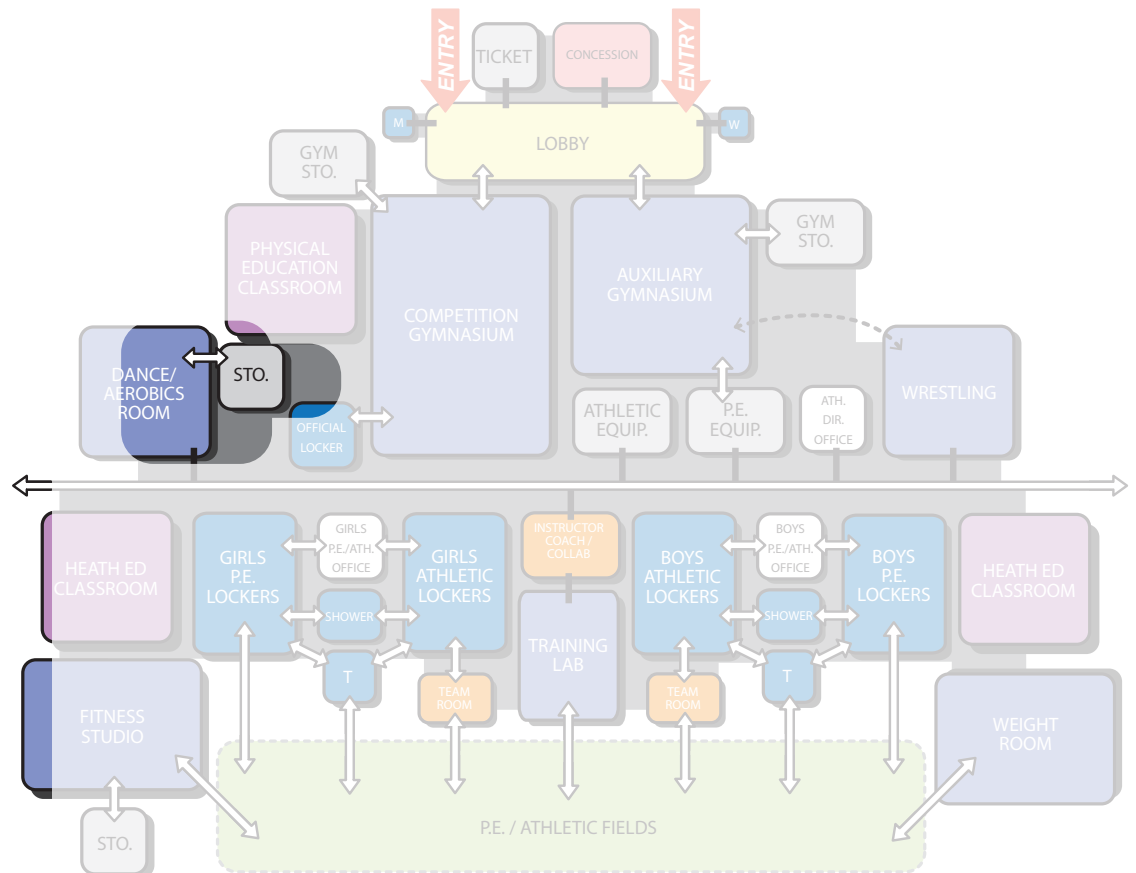 ENTRY
TICKET
CONCESSION
ENTRY
M
LOBBY
W
GYM
STO.
GYM
STO.
PHYSICAL
EDUCATION
CLASSROOM
COMPETITION
GYMNASIUM
AUXILIARY
GYMNASIUM
DANCE/
AEROBICS
ROOM
STO.
OFFICIAL
LOCKER
ATHLETIC
EQUIP.
P.E.
EQUIP.
ATH.
DIR.
OFFICE
WRESTLING
HEATH ED
CLASSROOM
GIRLS
P.E.
LOCKERS
GIRLS
P.E./ATH.
OFFICE
GIRLS
ATHLETIC
LOCKERS
INSTRUCTOR
COACH /
COLLAB
BOYS
ATHLETIC
LOCKERS
BOYS
P.E./ATH.
OFFICE
BOYS
P.E.
LOCKERS
HEATH ED
CLASSROOM
SHOWER
SHOWER
TRAINING
LAB
T
TEAM
ROOM
TEAM
ROOM
T
FITNESS
STUDIO
WEIGHT
ROOM
STO.
P.E. / ATHLETIC FIELDS